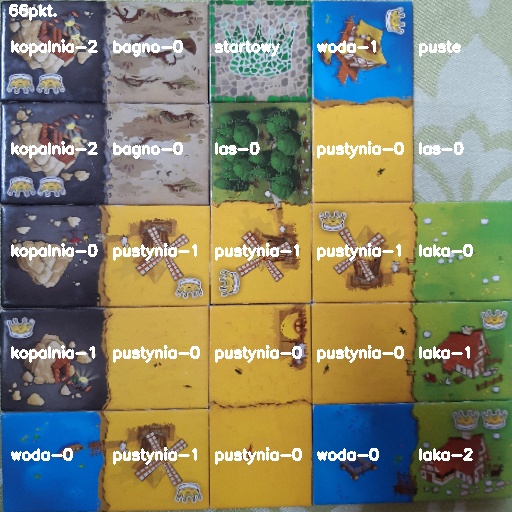 66pkt.
kopalnia-2 bagno-0 startowy woda-1 puste
kopalnia-2 bagno-0 las-0 pustynia-0 las-0
kopalnia-0 pustynia-1 pustynia-1 pustynia-1 laka-0
kopalnia-1 pustynia-0 pustynia-0 pustynia-0 laka-1
woda-0 pustynia-1 pustynia-0 woda-0 laka-2